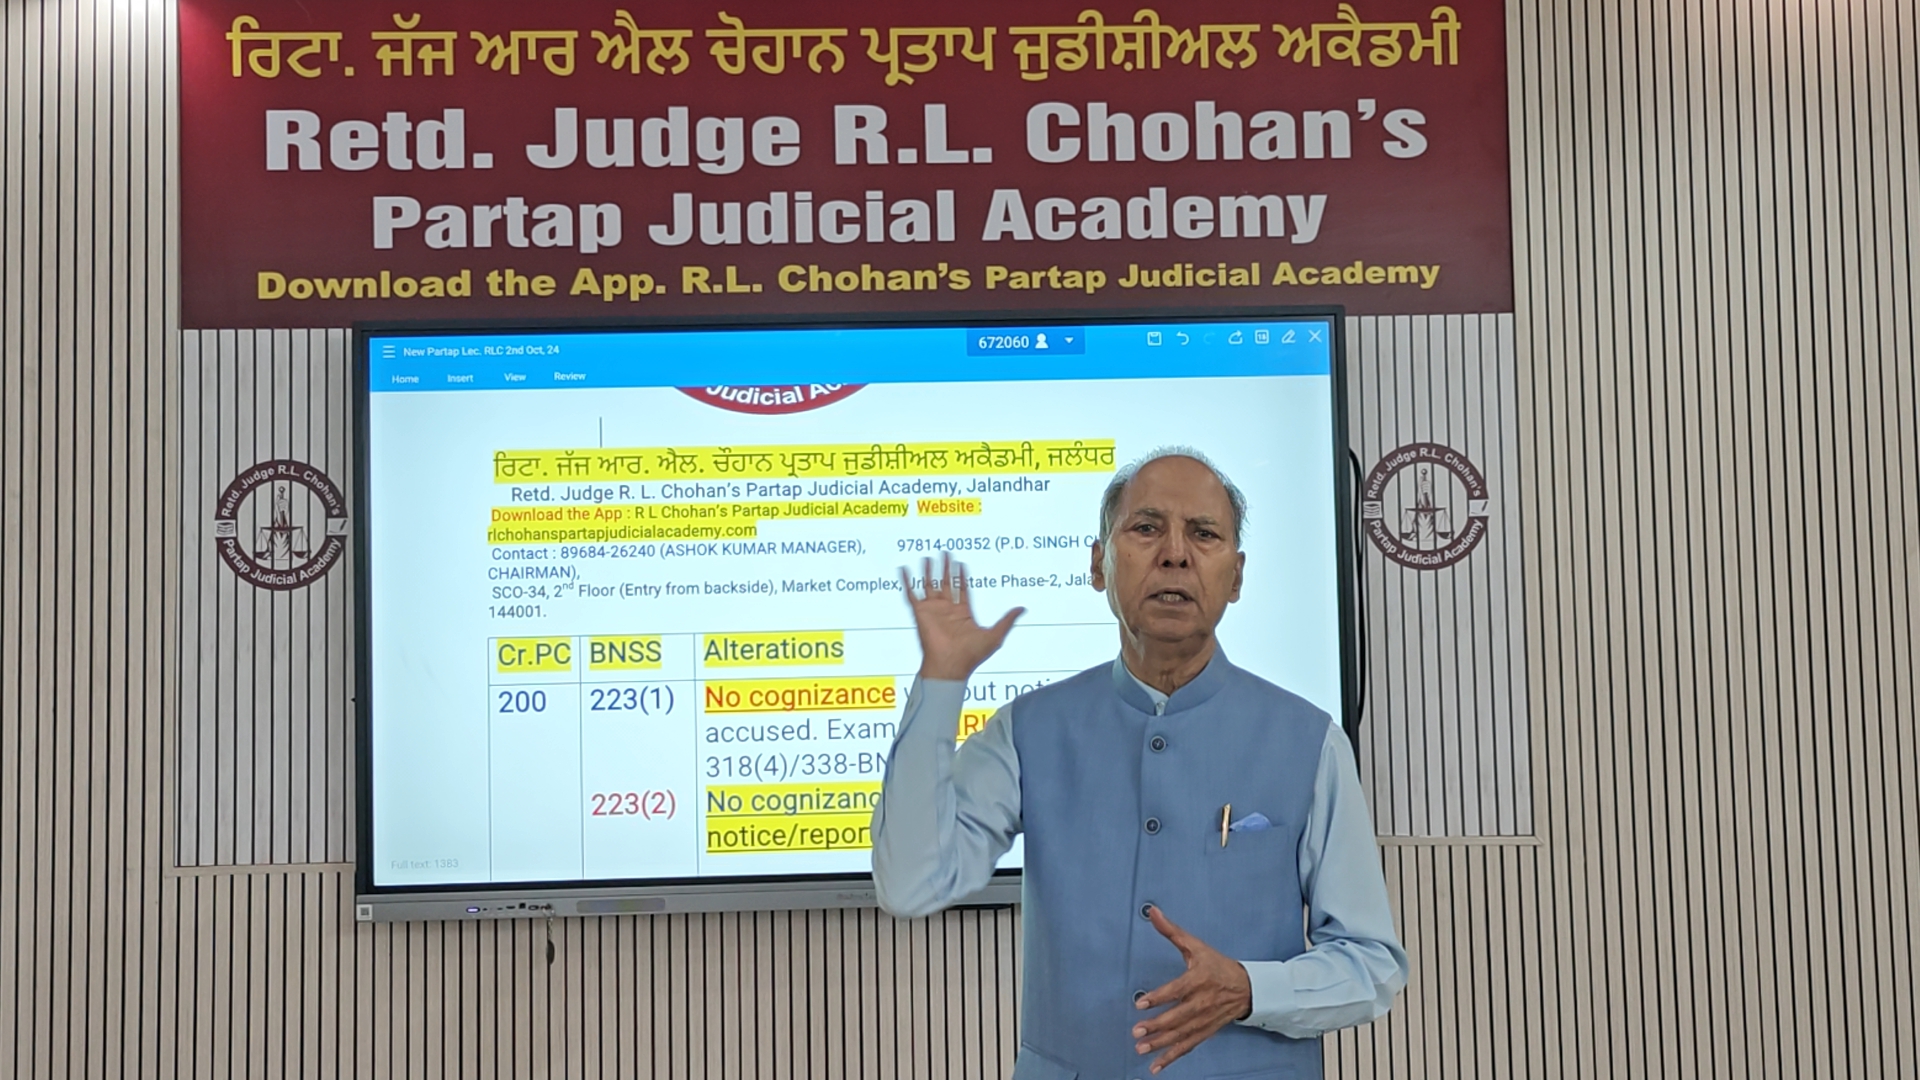 ਰਿਟਾ. ਜੱਜ ਆਰ ਐਲ ਚੋਹਾਨ ਪ੍ਰਤਾਪ ਜੁਡੀਸ਼ੀਅਲ ਅਕੈਡਮੀ
Retd. Judge R.L. Chohan's
Partap Judicial Academy
Download the App. R.L. Chohan's Partap Judicial Academy
New Partap Lec. RLC 2nd Oct, 24
672060
Home Insert View Review
Judicial
ਰਿਟਾ. ਜੱਜ ਆਰ. ਐਲ. ਚੌਹਾਨ ਪ੍ਰਤਾਪ ਜੁਡੀਸ਼ੀਅਲ ਅਕੈਡਮੀ, ਜਲੰਧਰ
Retd. Judge R. L. Chohan's Partap Judicial Academy, Jalandhar
Download the App : R L Chohan's Partap Judicial Academy Website :
rlchohanspartapjudicialacademy.com
Contact : 89684-26240 (ASHOK KUMAR MANAGER), 97814-00352 (P.D. SINGH
CHAIRMAN),
SCO-34, 2nd Floor (Entry from backside), Market Complex, Urban Estate Phase-2,
144001.
Cr.PC BNSS Alterations
200 223(1) No cognizance
accused.
318(4)/338-BN
223(2) No
notice/report
Full text: 1383
Retd. Judge R.L. Chohan's
Partap Judicial Academy
Retd. Judge R.L. Chohan's
Partap Judicial Academy